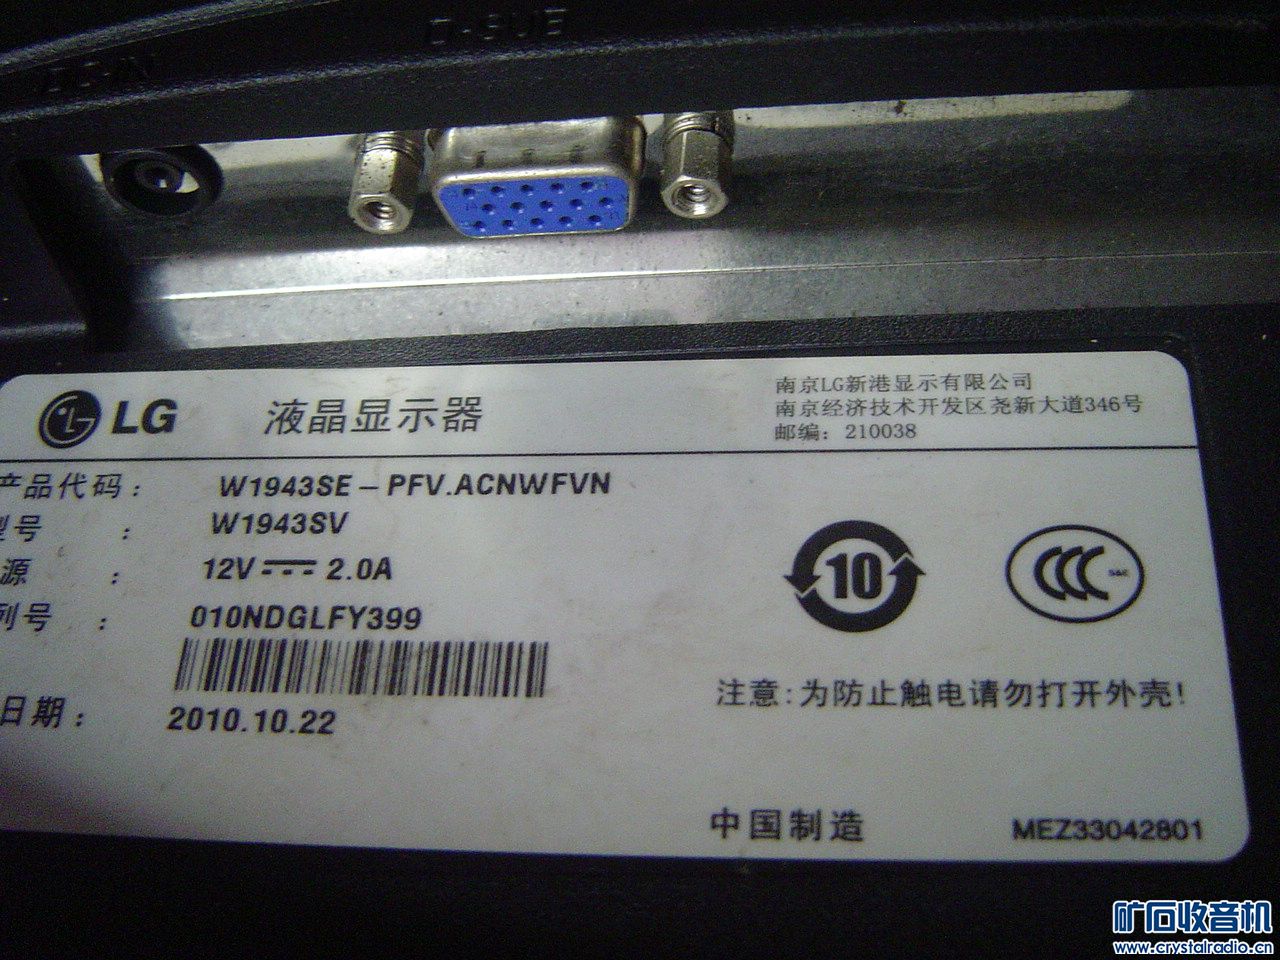 D-SUB
LG 液晶显示器
南京LG新港显示有限公司
南京经济技术开发区尧新大道346号
邮编：210038
产品代码： W1943SE-PFV.ACNWFVN
型号 ： W1943SV
源 ： 12V 2.0A
列号 ： 010NDGLFY399
日期： 2010.10.22
10
CCC S&E
注意:为防止触电请勿打开外壳!
中国制造
MEZ33042801
矿石收音机
www.crystalradio.cn